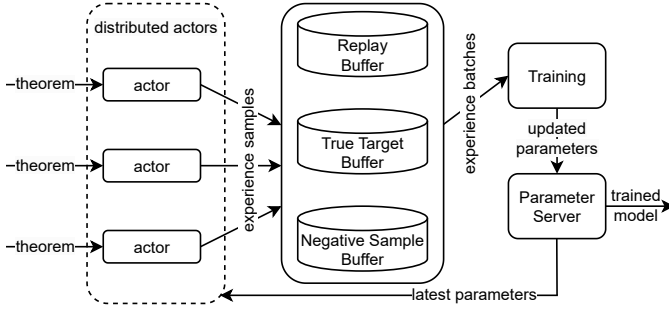 distributed actors
theorem
actor
theorem
actor
theorem
actor
experience samples
Replay
Buffer
True Target
Buffer
Negative Sample
Buffer
experience batches
Training
updated
parameters
Parameter
Server
trained
model
latest parameters